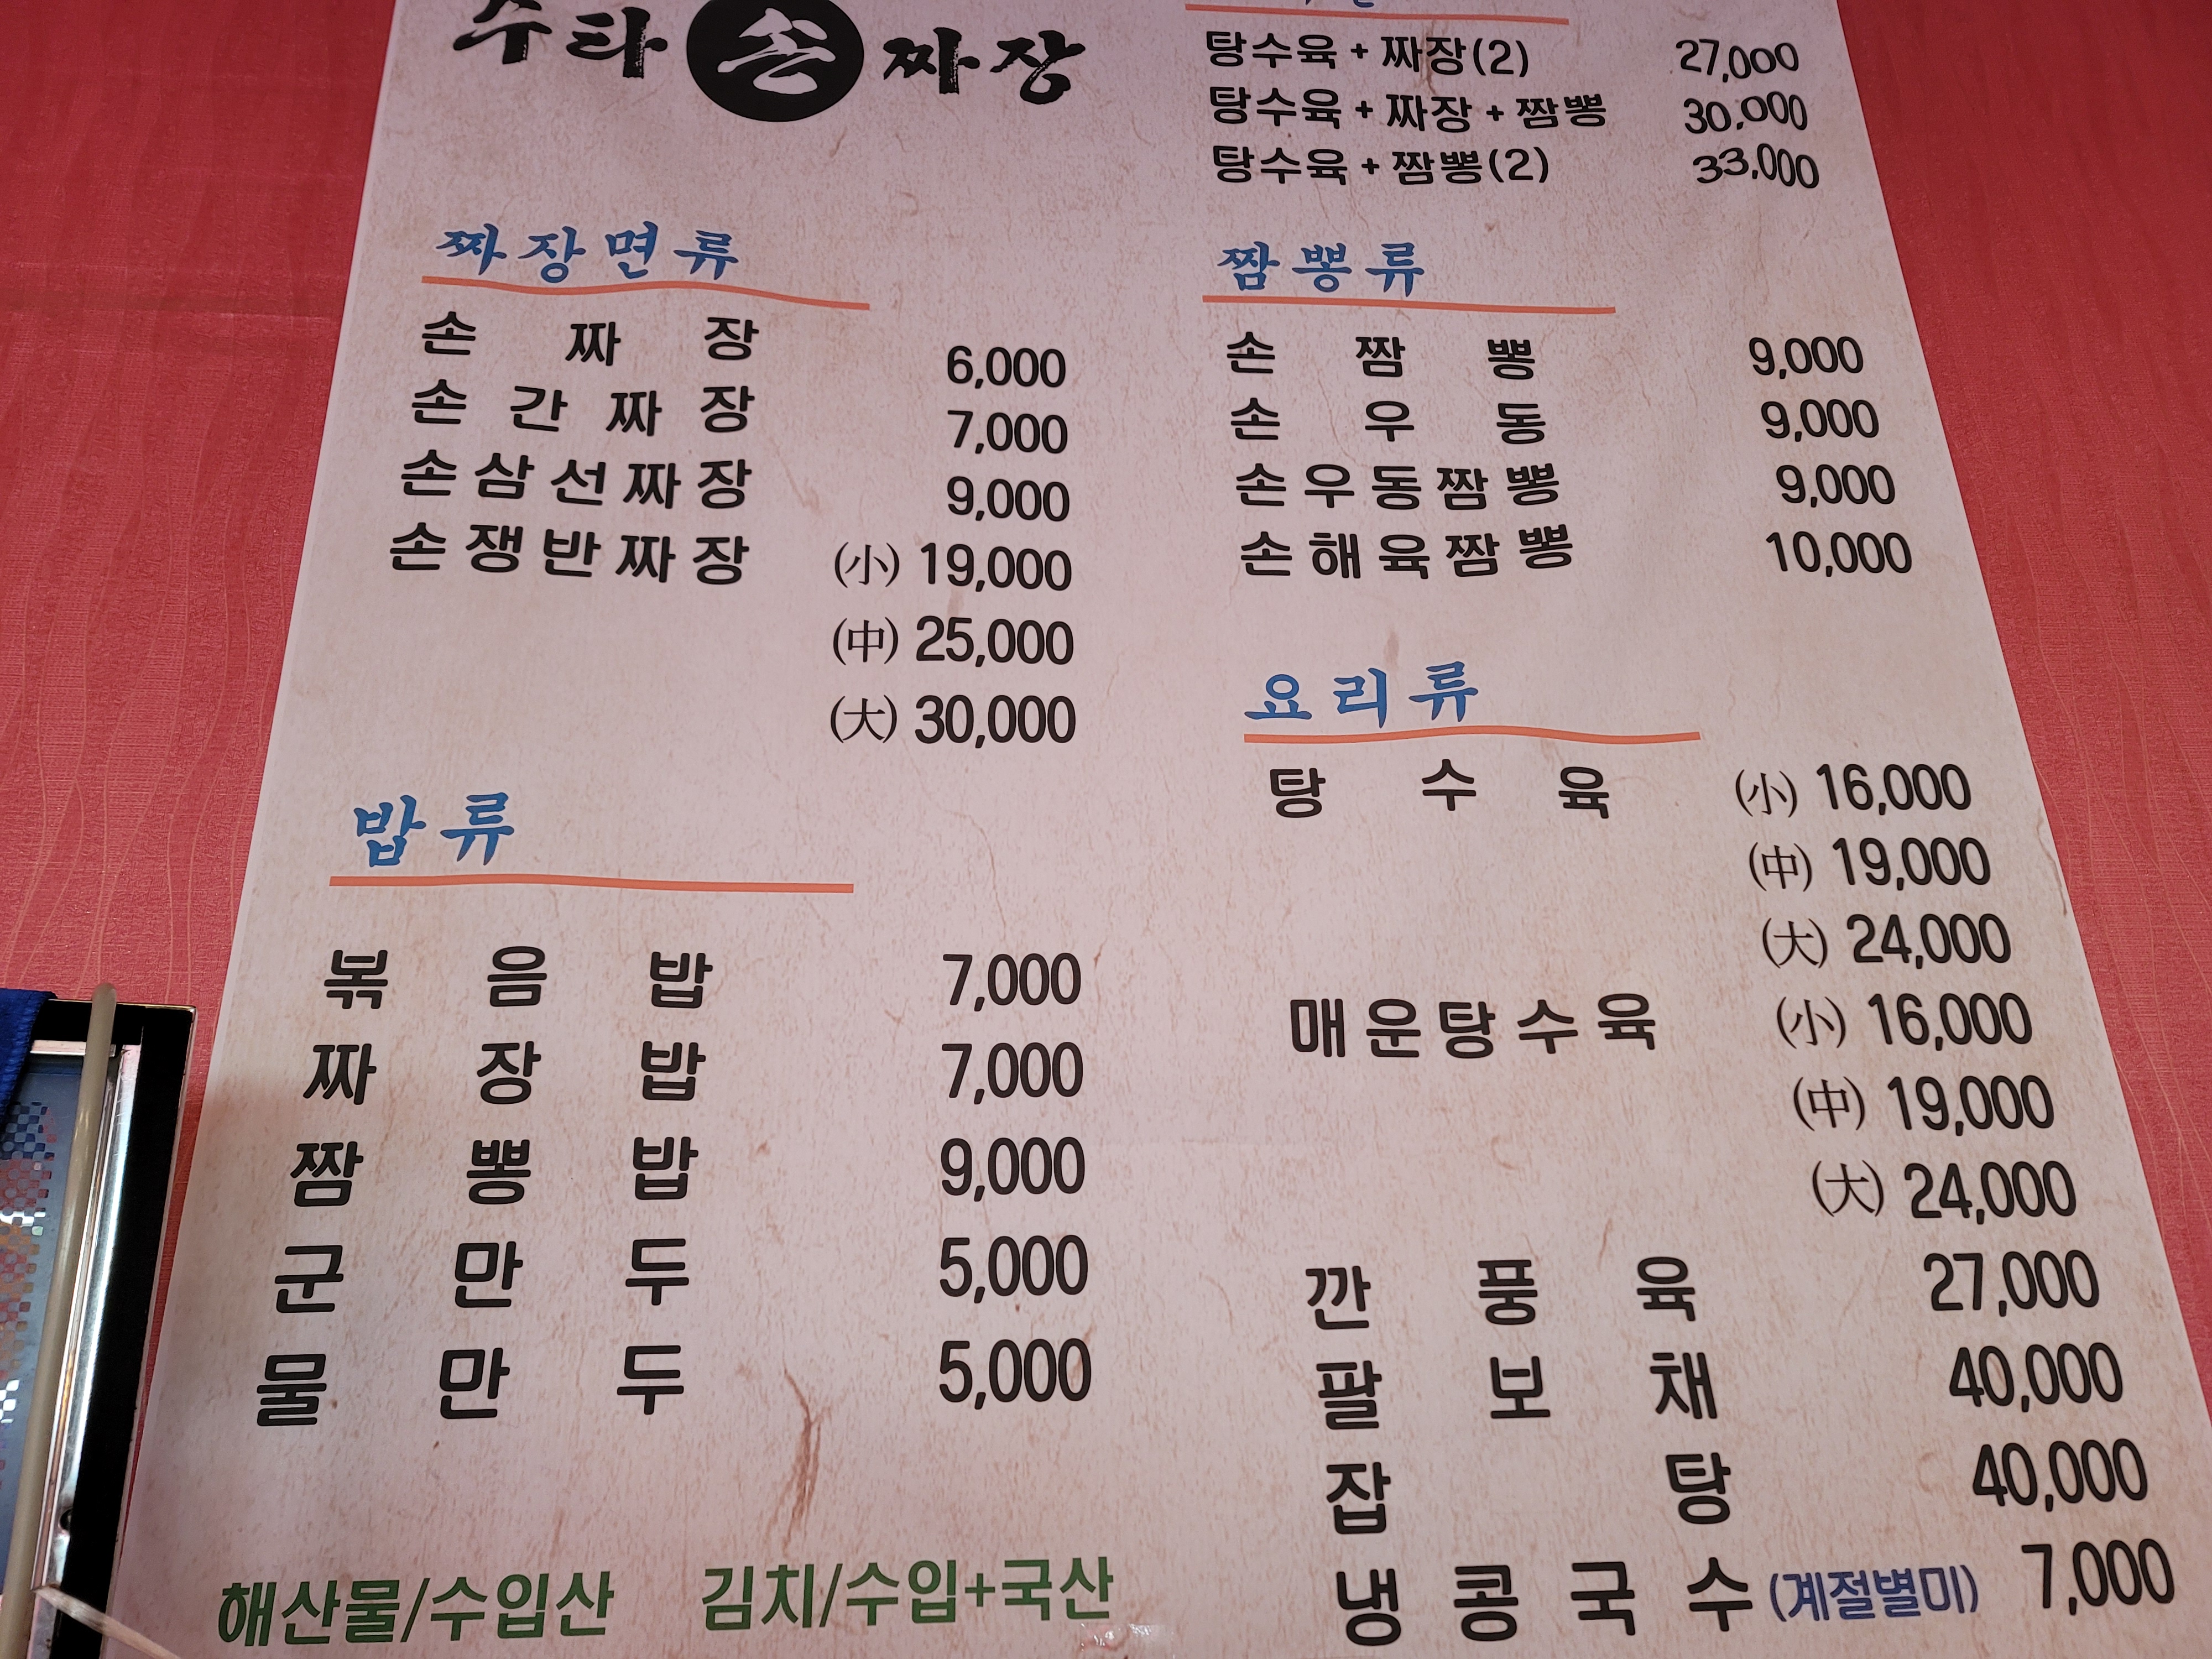 수타 손 짜장
탕수육 + 짜장(2) 27,000
탕수육 + 짜장 + 짬뽕 30,000
탕수육 + 짬뽕(2) 33,000
짜장면류
손짜장 6,000
손간짜장 7,000
손삼선짜장 9,000
손쟁반짜장 (小) 19,000
(中) 25,000
(大) 30,000
밥류
볶음밥 7,000
짜장밥 7,000
짬뽕밥 9,000
군만두 5,000
물만두 5,000
짬뽕류
손짬뽕 9,000
손우동 9,000
손우동짬뽕 9,000
손해육짬뽕 10,000
요리류
탕수육 (小) 16,000
(中) 19,000
(大) 24,000
매운탕수육 (小) 16,000
(中) 19,000
(大) 24,000
깐풍육 27,000
팔보채 40,000
잡탕 40,000
냉콩국수 (계절별미) 7,000
해산물/수입산 김치/수입+국산